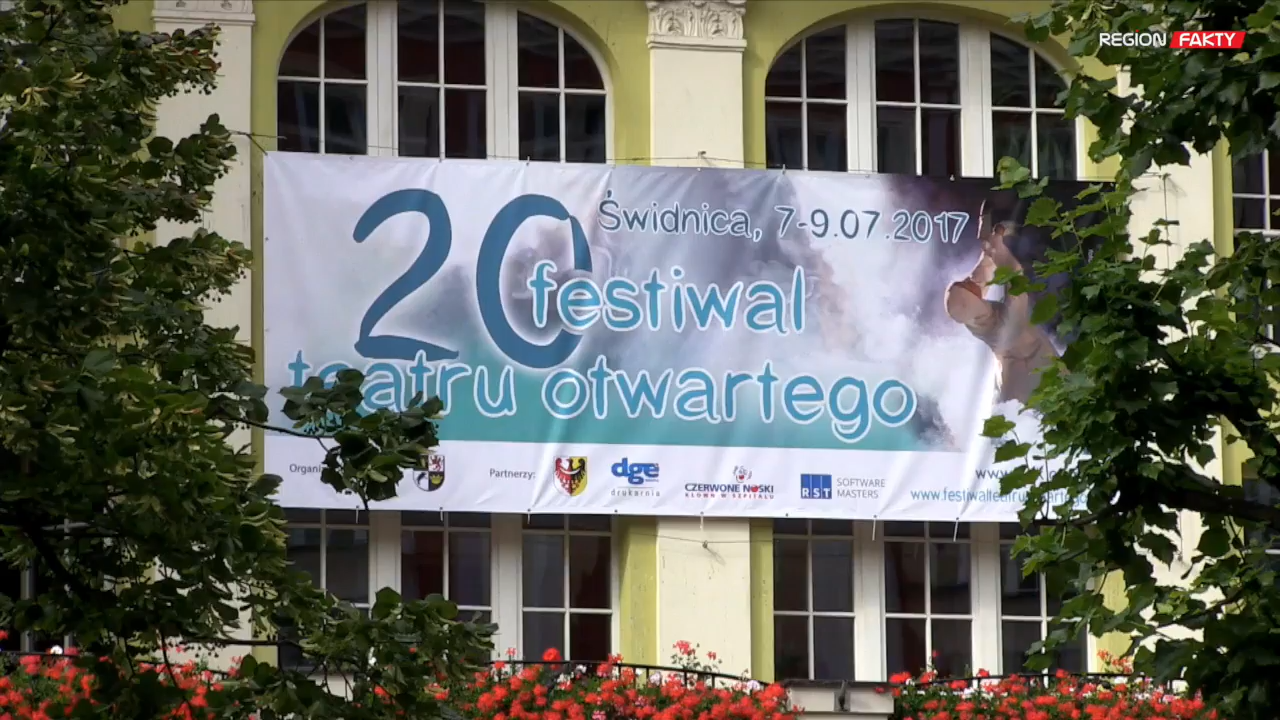 REGION FAKTY
20
Świdnica, 7-9.07.2017
festiwal
teatru otwartego
Partnerzy:
dge
drukarnia
CZERWONE NOSKI
KLOWN W SZPITALU
RST SOFTWARE MASTERS